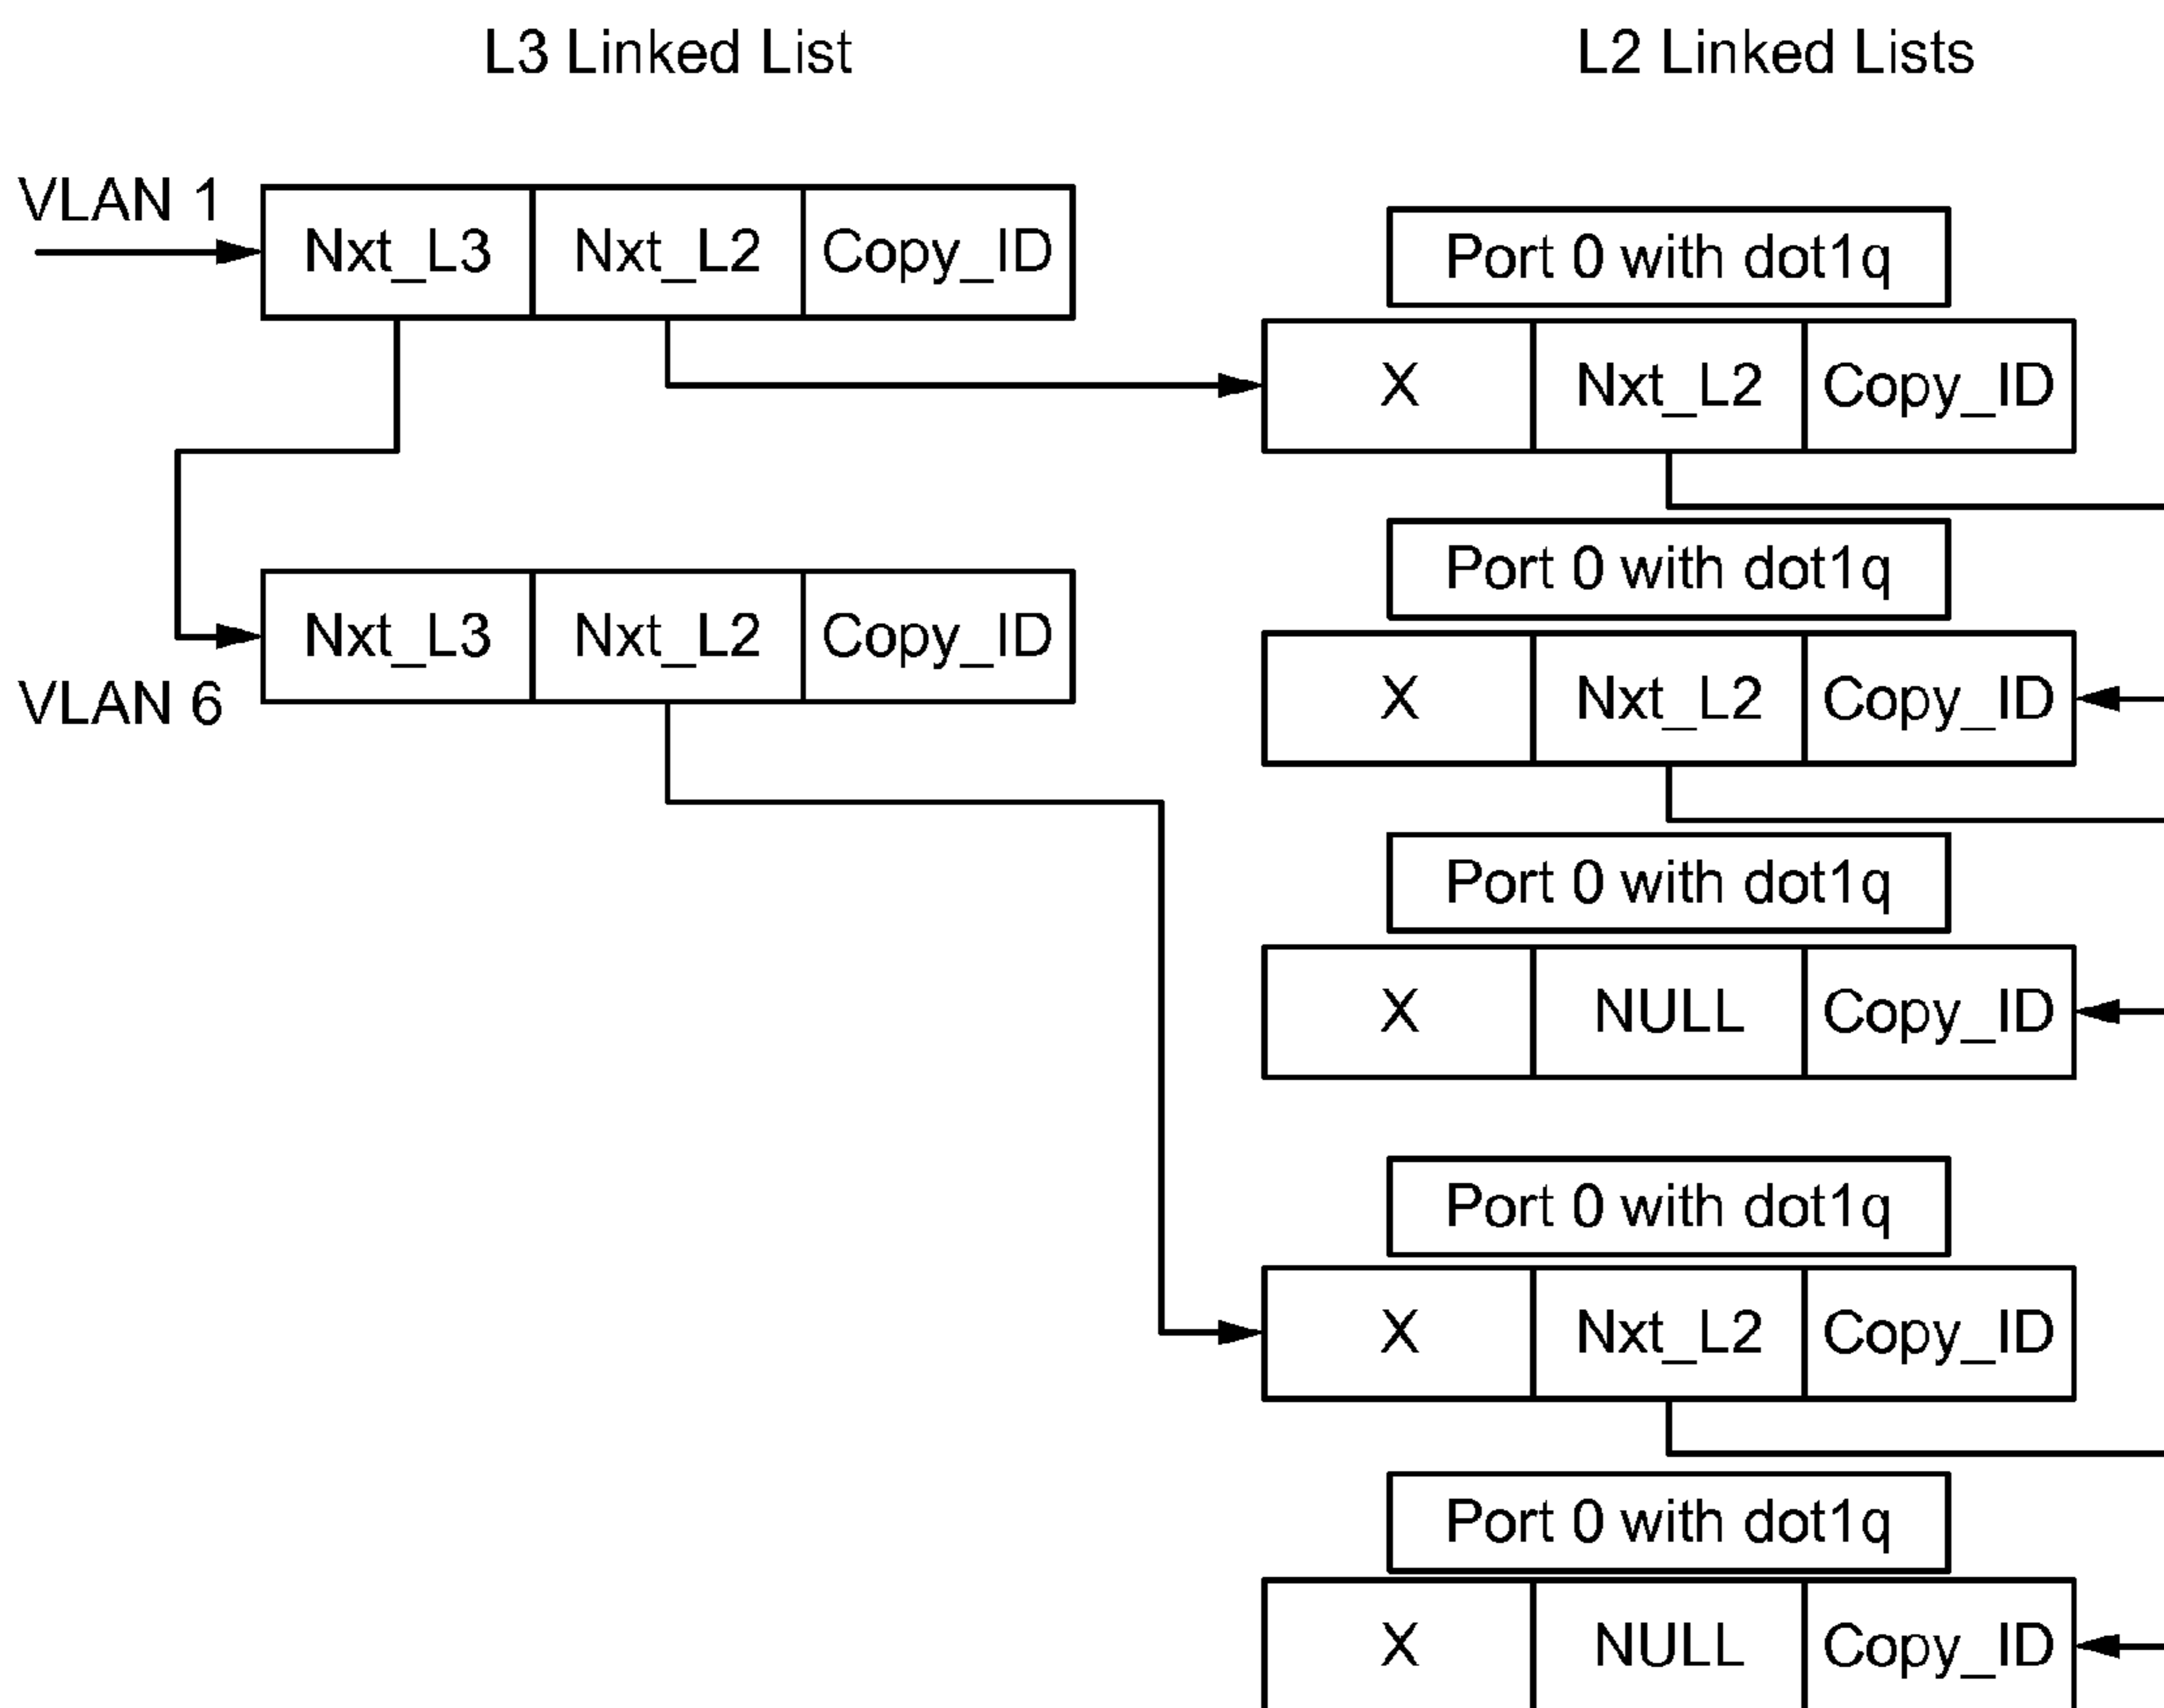 L3 Linked List
L2 Linked Lists
VLAN 1
Nxt_L3 Nxt_L2 Copy_ID
Port 0 with dot1q
X Nxt_L2 Copy_ID
Port 0 with dot1q
Nxt_L3 Nxt_L2 Copy_ID
VLAN 6
X Nxt_L2 Copy_ID
Port 0 with dot1q
X NULL Copy_ID
Port 0 with dot1q
X Nxt_L2 Copy_ID
Port 0 with dot1q
X NULL Copy_ID